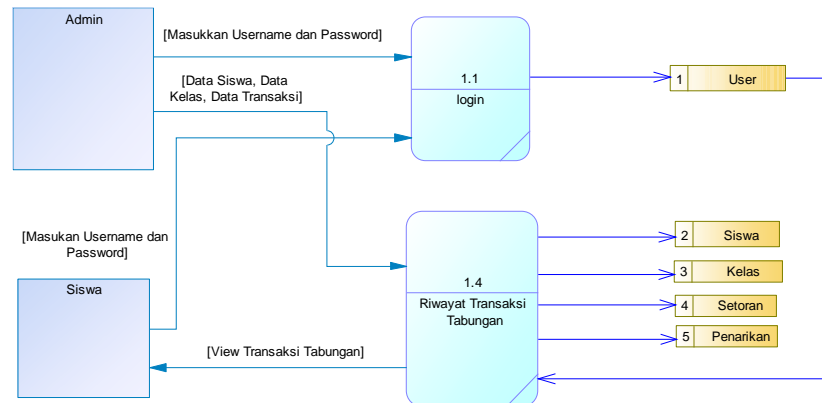 Admin
[Masukkan Username dan Password]
[Data Siswa, Data
Kelas, Data Transaksi]
1.1
login
1 User
[Masukan Username dan
Password]
Siswa
1.4
Riwayat Transaksi
Tabungan
[View Transaksi Tabungan]
2 Siswa
3 Kelas
4 Setoran
5 Penarikan